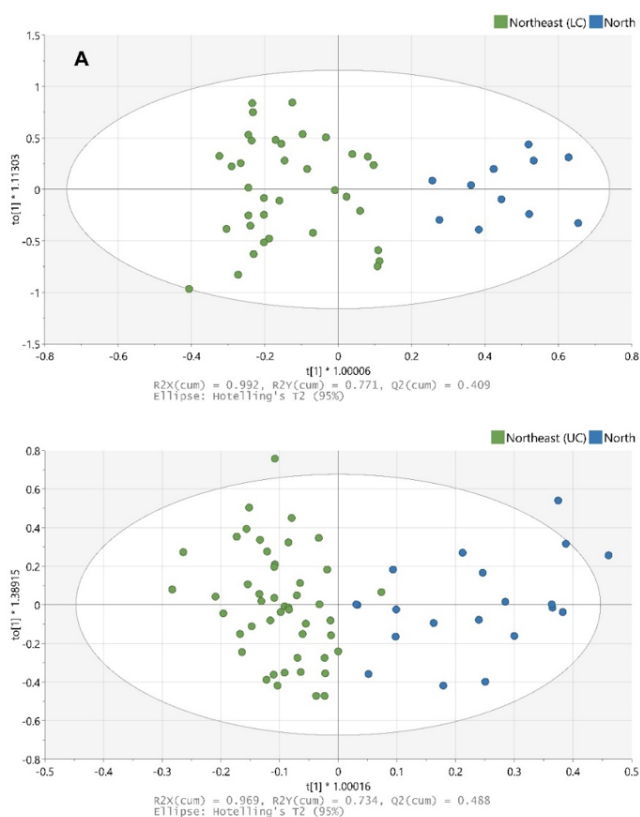 Northeast (LC) North
A
1.5
1
0.5
0
-0.5
-1
-1.5
to[1] * 1.11303
-0.8 -0.6 -0.4 -0.2 0 0.2 0.4 0.6 0.8
t[1] * 1.00006
R2X(cum) = 0.992, R2Y(cum) = 0.771, Q2(cum) = 0.409
Ellipse: Hotelling's T2 (95%)
Northeast (UC) North
0.8
0.6
0.4
0.2
0
-0.2
-0.4
-0.6
-0.8
to[1] * 1.38915
-0.5 -0.4 -0.3 -0.2 -0.1 0 0.1 0.2 0.3 0.4 0.5
t[1] * 1.00016
R2X(cum) = 0.969, R2Y(cum) = 0.734, Q2(cum) = 0.488
Ellipse: Hotelling's T2 (95%)